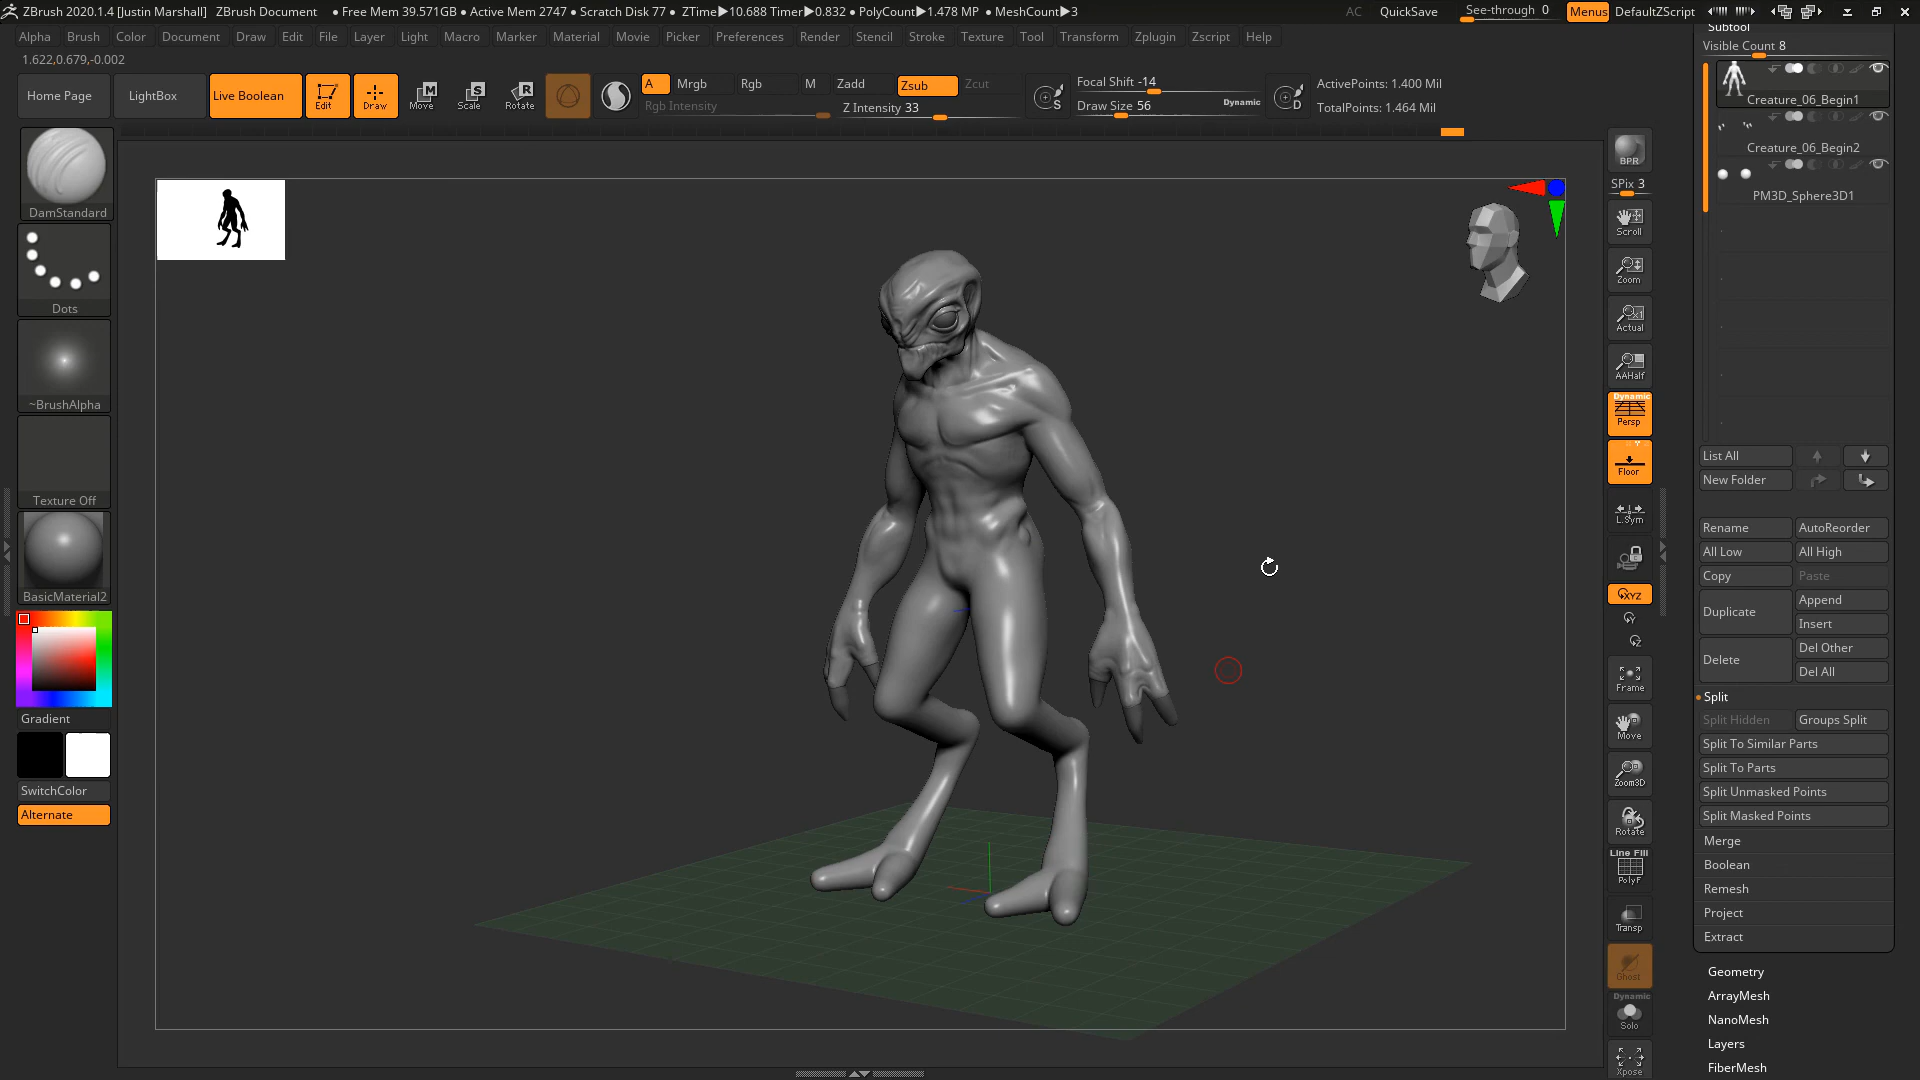 ZBrush 2020.1.4 [Justin Marshall] ZBrush Document ● Free Mem 39.571GB ● Active Mem 2747 ● Scratch Disk 77 ● ZTime▶10.688 Timer▶0.832 ● PolyCount▶1.478 MP ● MeshCount▶3 AC QuickSave See-through 0 Menus DefaultZScript
Alpha Brush Color Document Draw Edit File Layer Light Macro Marker Material Movie Picker Preferences Render Stencil Stroke Texture Tool Transform Zplugin Zscript Help
1.622,0.679,-0.002
Home Page LightBox Live Boolean Edit Draw Move Scale Rotate
A Mrgb Rgb M Zadd Zsub Zcut
Rgb Intensity Z Intensity 33
S Focal Shift -14
Draw Size 56 Dynamic D
ActivePoints: 1.400 Mil
TotalPoints: 1.464 Mil
DamStandard
Dots
~BrushAlpha
Texture Off
BasicMaterial2
Gradient
SwitchColor
Alternate
BPR
SPix 3
Scroll
Zoom
Actual
AAHalf
Dynamic
Persp
Floor
L.Sym
XYZ
Y
Z
Frame
Move
Zoom3D
Rotate
Line Fill
PolyF
Transp
Ghost
Dynamic
Solo
Xpose
Subtool
Visible Count 8
Creature_06_Begin1
Creature_06_Begin2
PM3D_Sphere3D1
List All
New Folder
Rename AutoReorder
All Low All High
Copy Paste
Duplicate Append
Insert
Delete Del Other
Del All
Split
Split Hidden Groups Split
Split To Similar Parts
Split To Parts
Split Unmasked Points
Split Masked Points
Merge
Boolean
Remesh
Project
Extract
Geometry
ArrayMesh
NanoMesh
Layers
FiberMesh